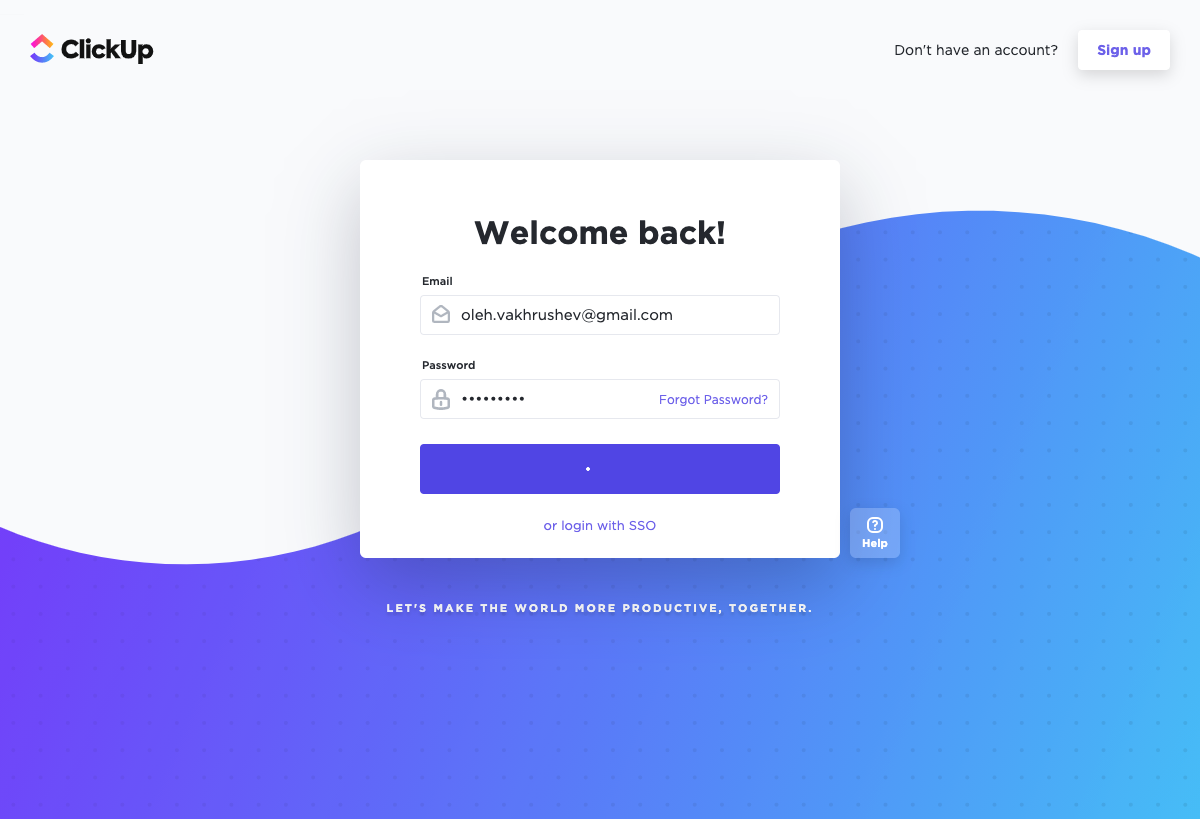 ClickUp
Don't have an account?
Sign up
Welcome back!
Email
oleh.vakhrushev@gmail.com
Password
•••••••••
Forgot Password?
or login with SSO
Help
LET'S MAKE THE WORLD MORE PRODUCTIVE, TOGETHER.